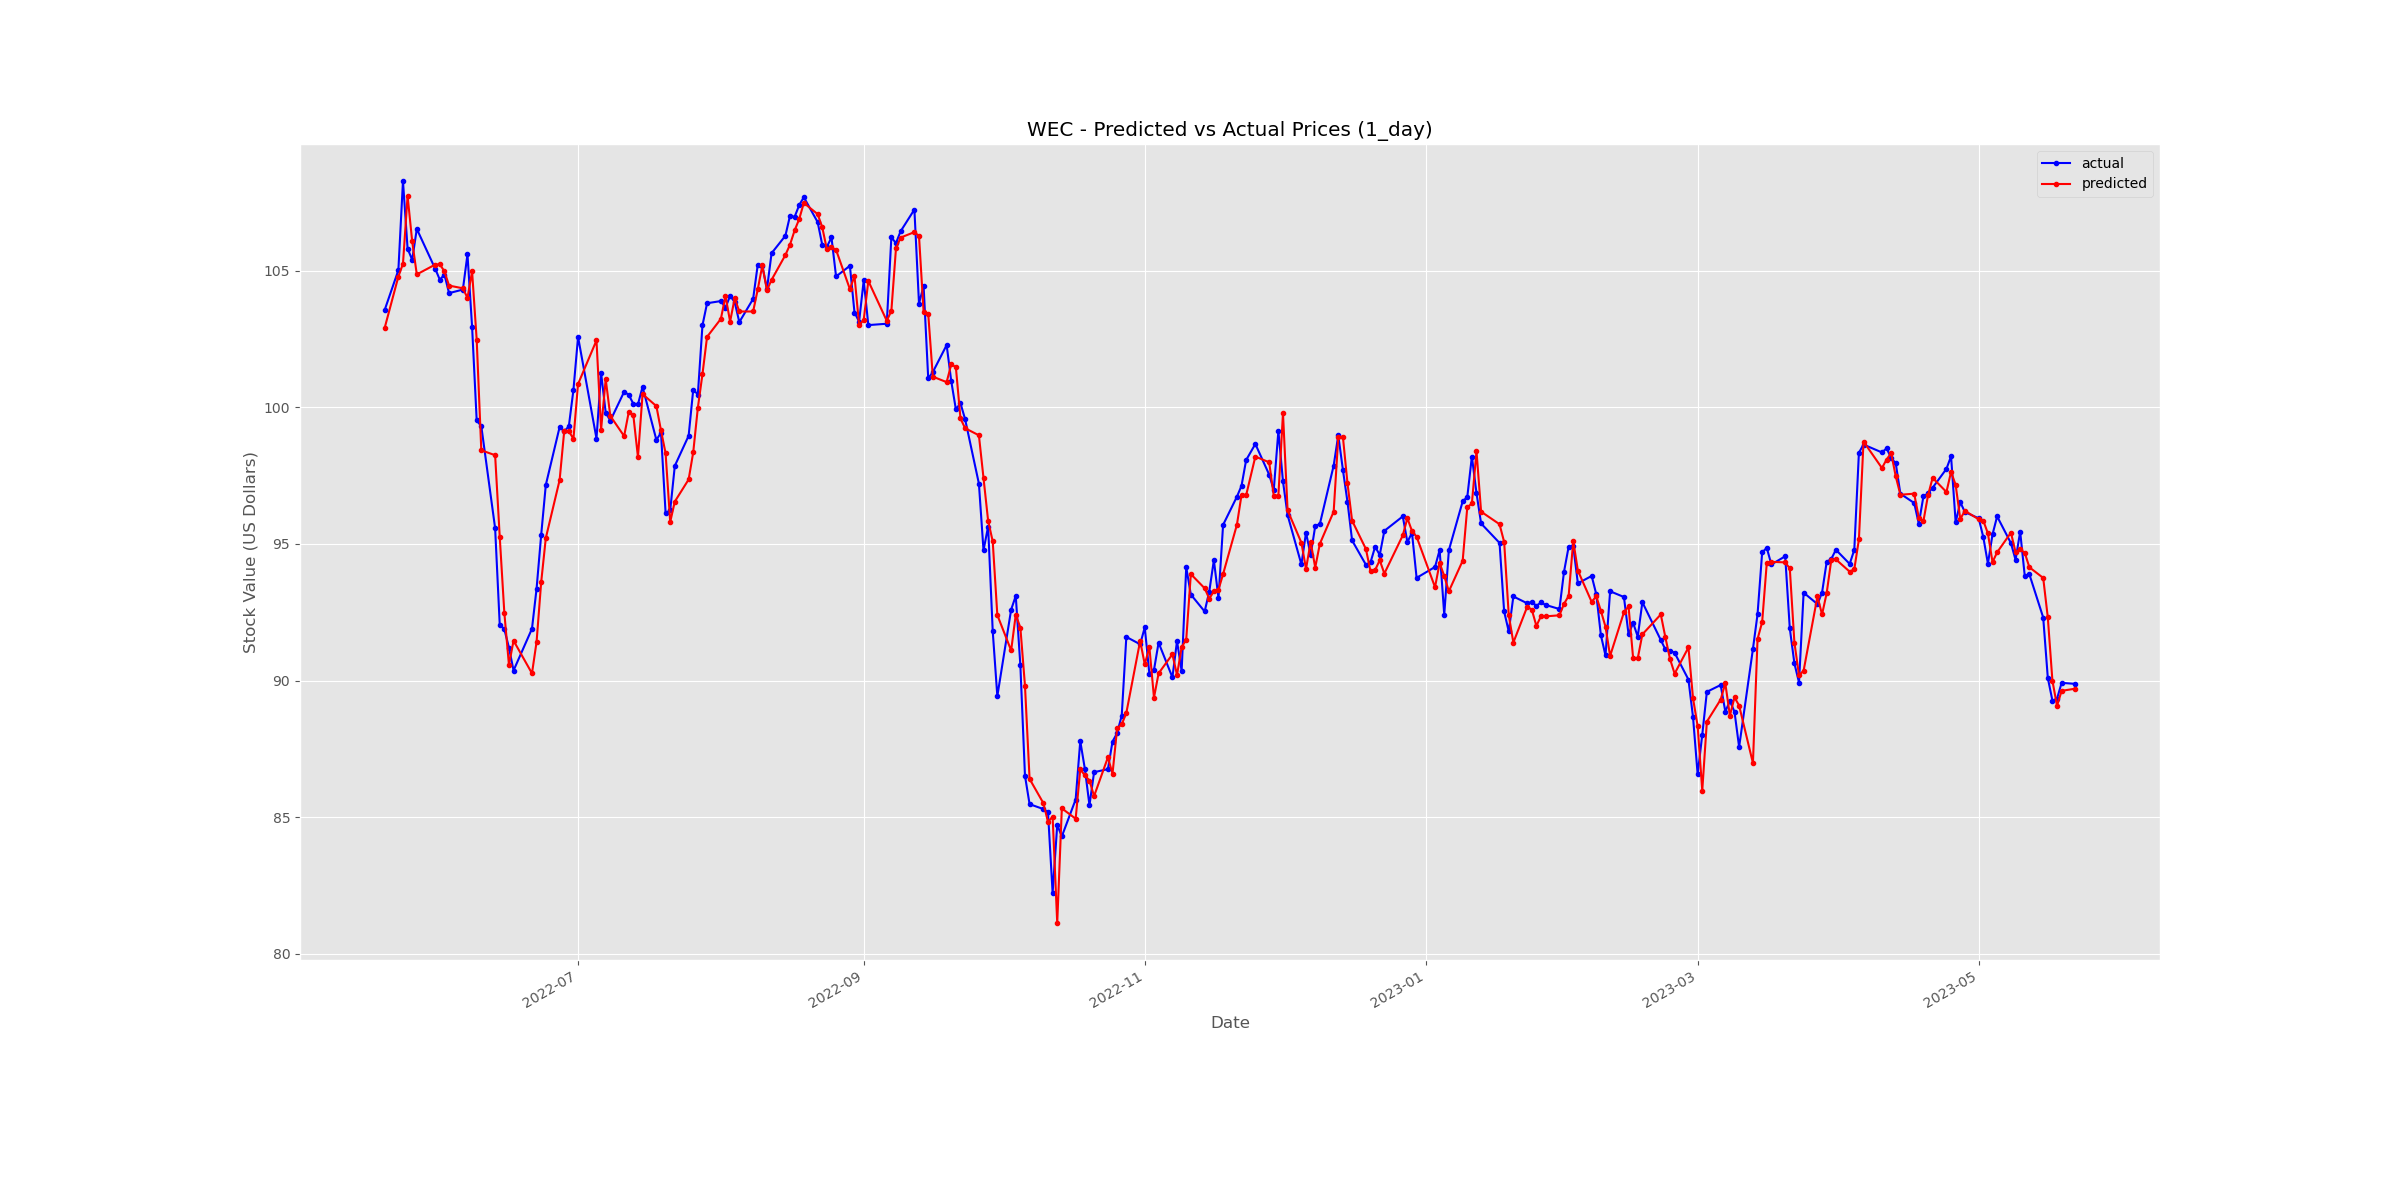 WEC - Predicted vs Actual Prices (1_day)
actual
predicted
Stock Value (US Dollars)
105
100
95
90
85
80
2022-07
2022-09
2022-11
2023-01
2023-03
2023-05
Date